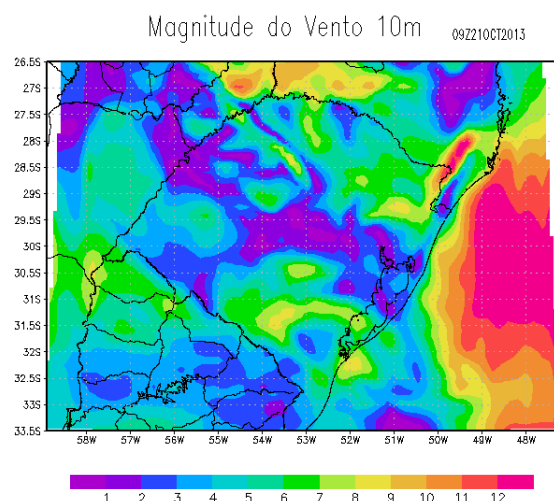 Magnitude do Vento 10m
09Z21OCT2013
26.5S
27S
27.5S
28S
28.5S
29S
29.5S
30S
30.5S
31S
31.5S
32S
32.5S
33S
33.5S
58W 57W 56W 55W 54W 53W 52W 51W 50W 49W 48W
1 2 3 4 5 6 7 8 9 10 11 12